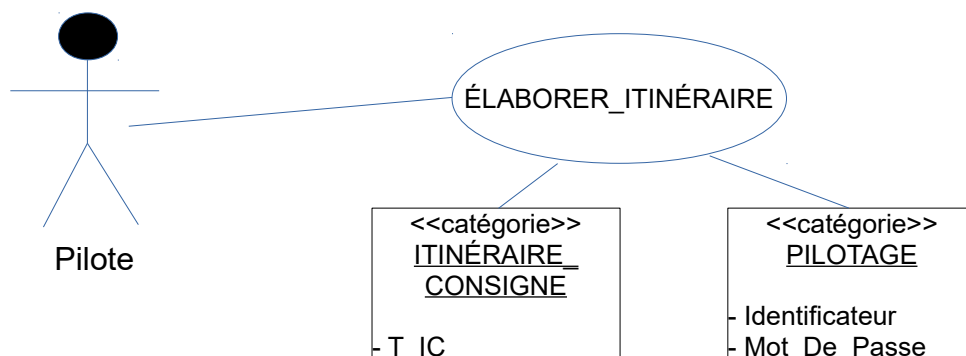 ÉLABORER_ITINÉRAIRE
Pilote
<<catégorie>>
ITINÉRAIRE_
CONSIGNE
- T_IC
<<catégorie>>
PILOTAGE
- Identificateur
- Mot_De_Passe